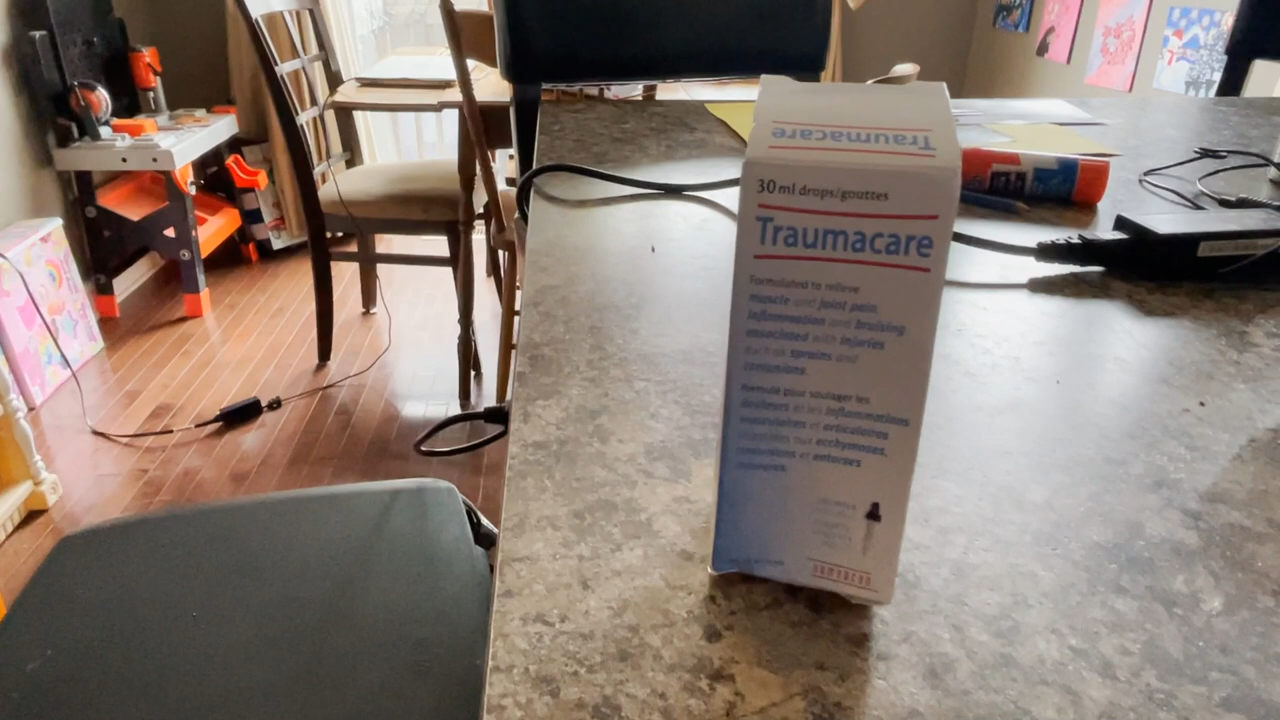 Traumacare
30 ml drops/gouttes
Traumacare
Formulated to relieve
muscle and joint pain,
inflammation and bruising
associated with injuries
such as sprains and
contusions.
Formulé pour soulager les
douleurs et les inflammations
musculaires et articulaires
aux ecchymoses,
contusions et entorses
HOMEOCAN